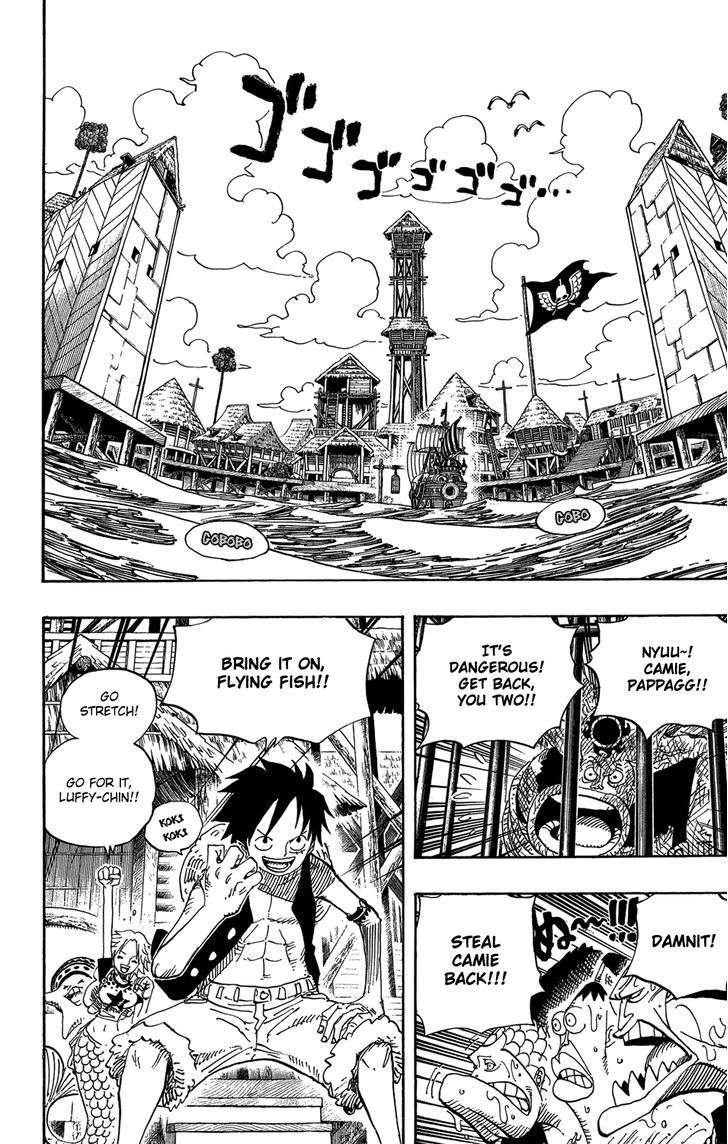 ゴゴゴゴゴゴ...
GOBOBO
GOBO
NYUU~!
CAMIE,
PAPPAGG!!
IT'S
DANGEROUS!
GET BACK,
YOU TWO!!
BRING IT ON,
FLYING FISH!!
GO
STRETCH!
GO FOR IT,
LUFFY-CHIN!!
KOKI
KOKI
DAMNIT!
ぬ〜!!!
STEAL
CAMIE
BACK!!!